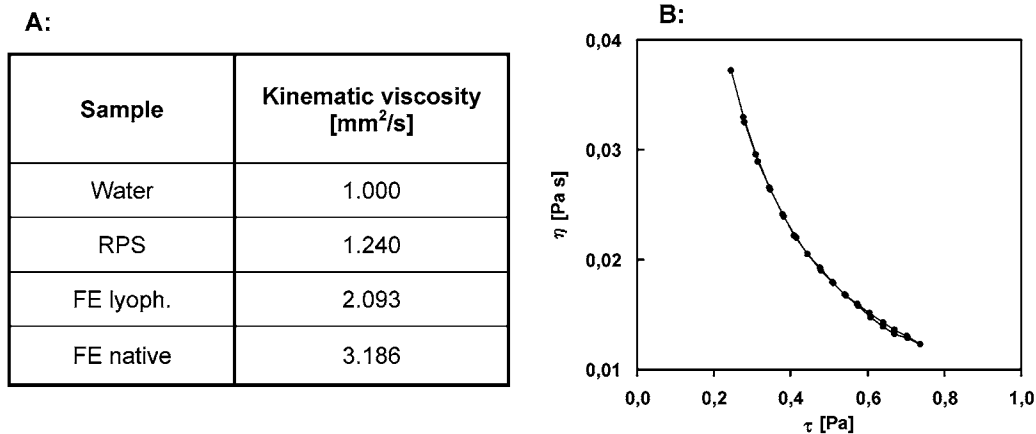 A:
Sample Kinematic viscosity
[mm²/s]
Water 1.000
RPS 1.240
FE lyoph. 2.093
FE native 3.186
B:
0,04
0,03
0,02
0,01
η [Pa s]
0,0 0,2 0,4 0,6 0,8 1,0
τ [Pa]